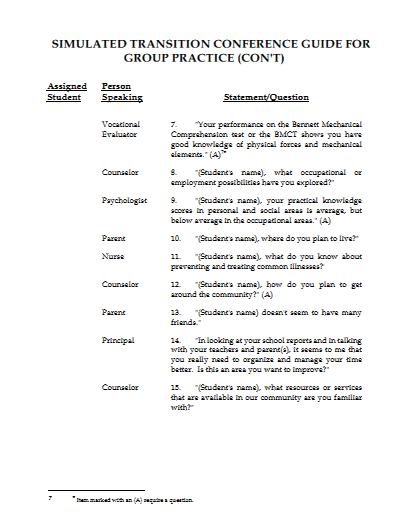 SIMULATED TRANSITION CONFERENCE GUIDE FOR
GROUP PRACTICE (CON'T)
Assigned Person
Student Speaking Statement/Question
Vocational 7. "Your performance on the Bennett Mechanical
Evaluator Comprehension test or the BMCT shows you have
good knowledge of physical forces and mechanical
elements." (A)7*
Counselor 8. "(Student's name), what occupational or
employment possibilities have you explored?"
Psychologist 9. "(Student's name), your practical knowledge
scores in personal and social areas is average, but
below average in the occupational areas." (A)
Parent 10. "(Student's name), where do you plan to live?"
Nurse 11. "(Student's name), what do you know about
preventing and treating common illnesses?'
Counselor 12. "(Student's name), how do you plan to get
around the community?" (A)
Parent 13. "(Student's name) doesn't seem to have many
friends."
Principal 14. "In looking at your school reports and in talking
with your teachers and parent(s), it seems to me that
you really need to organize and manage your time
better. Is this an area you want to improve?"
Counselor 15. "(Student's name), what resources or services
that are available in our community are you familiar
with?"
7 * Item marked with an (A) require a question.